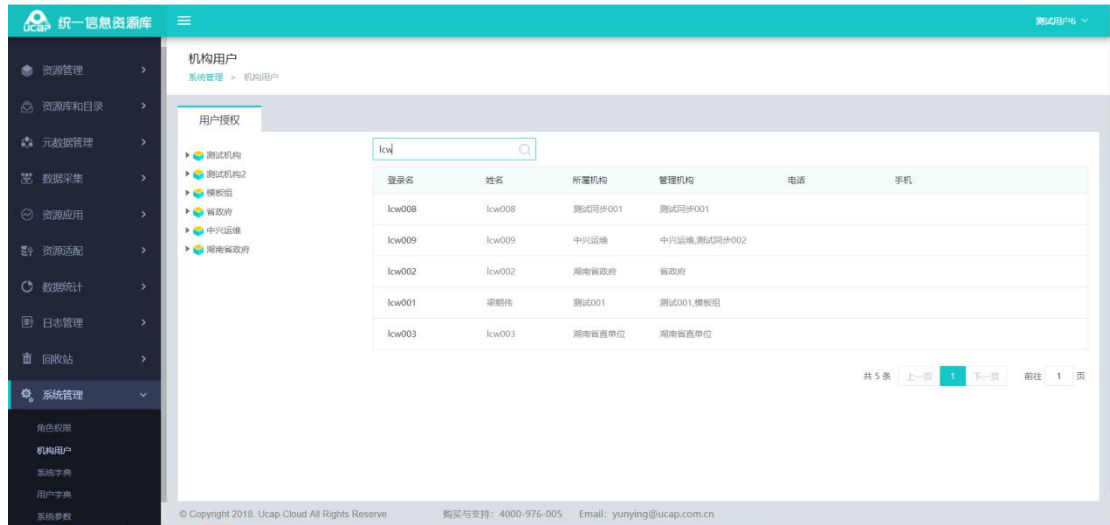 Ucap 统一信息资源库
测试用户6
资源管理
资源库和目录
元数据管理
数据采集
资源应用
资源适配
数据统计
日志管理
回收站
系统管理
角色权限
机构用户
系统字典
用户字典
系统参数
机构用户
系统管理 > 机构用户
用户授权
测试机构
测试机构2
模板组
省政府
中兴运维
湖南省政府
lcw
登录名 姓名 所属机构 管理机构 电话 手机
lcw008 lcw008 测试同步001 测试同步001
lcw009 lcw009 中兴运维 中兴运维,测试同步002
lcw002 lcw002 湖南省政府 省政府
lcw001 梁朝伟 测试001 测试001,模板组
lcw003 lcw003 湖南省直单位 湖南省直单位
共 5 条 上一页 1 下一页 前往 1 页
© Copyright 2018. Ucap Cloud All Rights Reserve 购买与支持: 4000-976-005 Email: yunying@ucap.com.cn